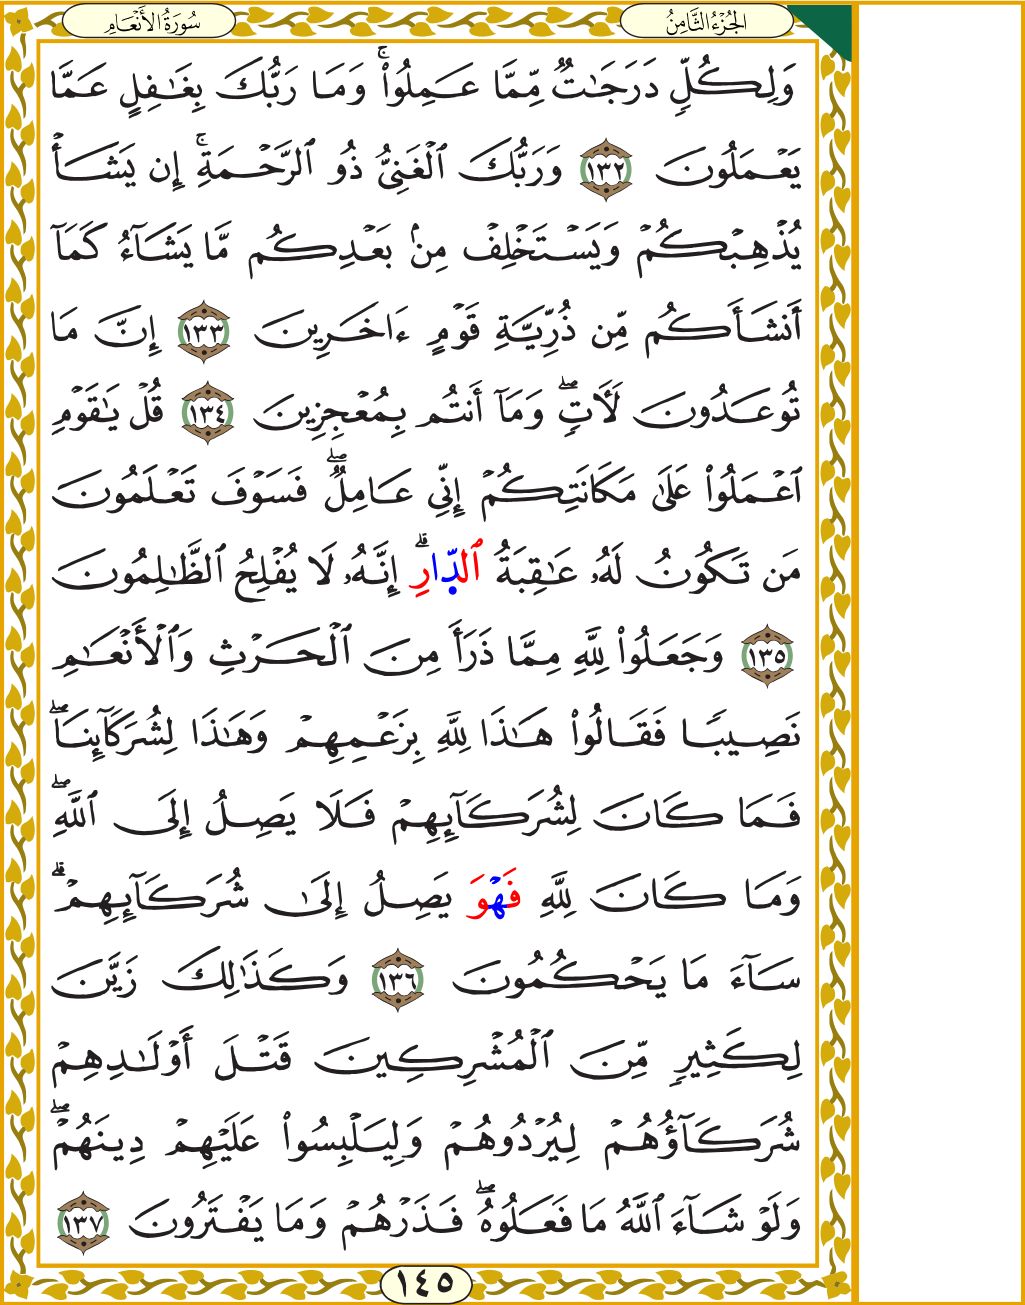 الجُزْءُ الثَّامِنُ
سُورَةُ الأَنْعَامِ
وَلِكُلٍّ دَرَجَٰتٌ مِّمَّا عَمِلُواْۚ وَمَا رَبُّكَ بِغَٰفِلٍ عَمَّا
يَعْمَلُونَ ١٣٢ وَرَبُّكَ ٱلْغَنِىُّ ذُو ٱلرَّحْمَةِۚ إِن يَشَأْ
يُذْهِبْكُمْ وَيَسْتَخْلِفْ مِنۢ بَعْدِكُم مَّا يَشَآءُ كَمَآ
أَنشَأَكُم مِّن ذُرِّيَّةِ قَوْمٍ ءَاخَرِينَ ١٣٣ إِنَّ مَا
تُوعَدُونَ لَأٓتٍۖ وَمَآ أَنتُم بِمُعْجِزِينَ ١٣٤ قُلْ يَٰقَوْمِ
ٱعْمَلُواْ عَلَىٰ مَكَانَتِكُمْ إِنِّي عَامِلٌۖ فَسَوْفَ تَعْلَمُونَ
مَن تَكُونُ لَهُۥ عَٰقِبَةُ ٱلدِّارِۗ إِنَّهُۥ لَا يُفْلِحُ ٱلظَّٰلِمُونَ
١٣٥ وَجَعَلُواْ لِلَّهِ مِمَّا ذَرَأَ مِنَ ٱلْحَرْثِ وَٱلْأَنْعَٰمِ
نَصِيبًا فَقَالُواْ هَٰذَا لِلَّهِ بِزَعْمِهِمْ وَهَٰذَا لِشُرَكَآئِنَاۖ
فَمَا كَانَ لِشُرَكَآئِهِمْ فَلَا يَصِلُ إِلَى ٱللَّهِۖ
وَمَا كَانَ لِلَّهِ فَهْوَ يَصِلُ إِلَىٰ شُرَكَآئِهِمْۗ
سَآءَ مَا يَحْكُمُونَ ١٣٦ وَكَذَٰلِكَ زَيَّنَ
لِكَثِيرٍ مِّنَ ٱلْمُشْرِكِينَ قَتْلَ أَوْلَٰدِهِمْ
شُرَكَآؤُهُمْ لِيُرْدُوهُمْ وَلِيَلْبِسُواْ عَلَيْهِمْ دِينَهُمْۖ
وَلَوْ شَآءَ ٱللَّهُ مَا فَعَلُوهُۖ فَذَرْهُمْ وَمَا يَفْتَرُونَ ١٣٧
١٤٥